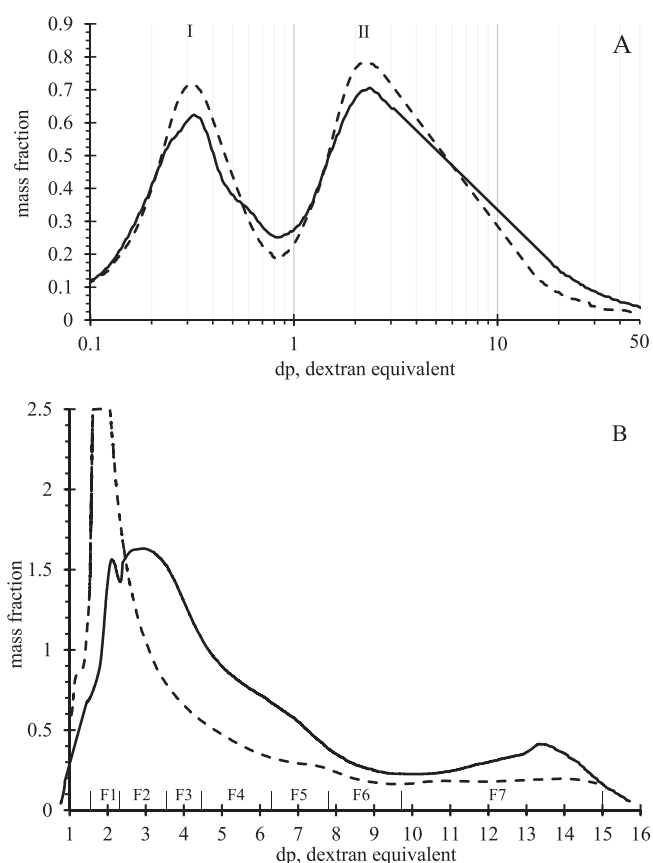 0.9
I
II
A
0.8
0.7
0.6
0.5
0.4
0.3
0.2
0.1
0
mass fraction
0.1
1
10
50
dp, dextran equivalent
2.5
B
2
1.5
1
0.5
0
mass fraction
F1
F2
F3
F4
F5
F6
F7
1 2 3 4 5 6 7 8 9 10 11 12 13 14 15 16
dp, dextran equivalent